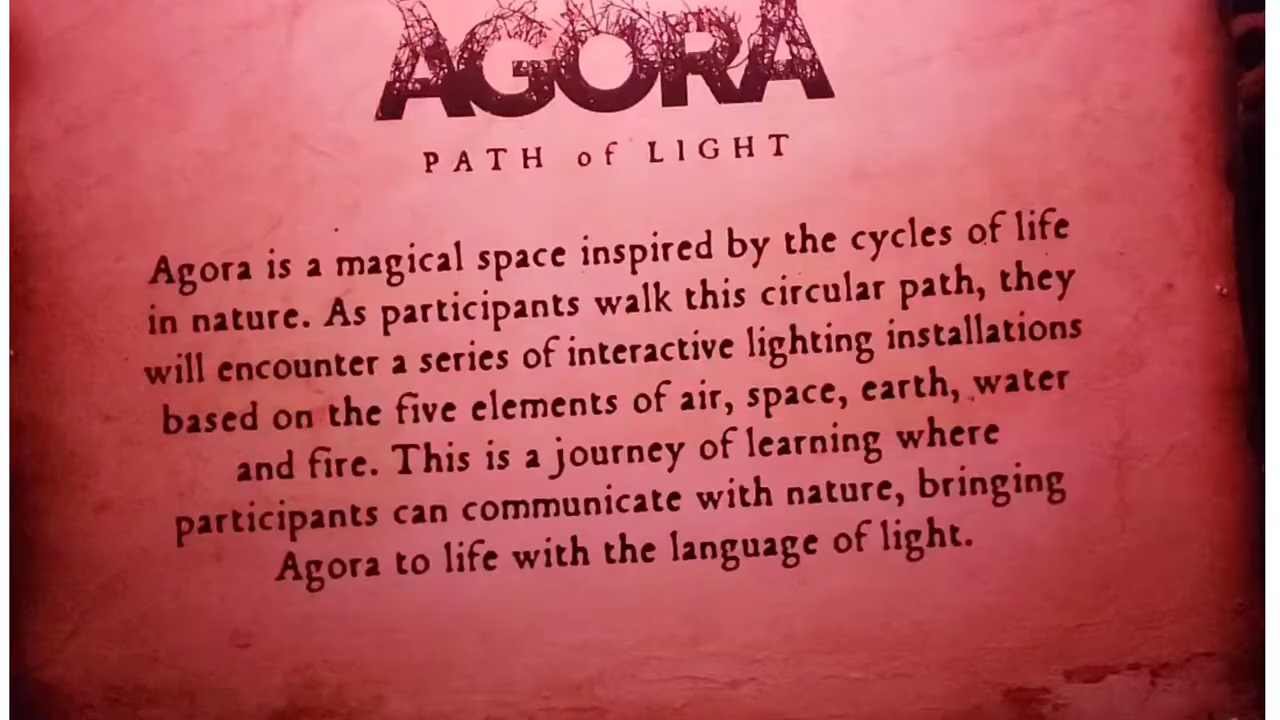 AGORA
PATH of LIGHT
Agora is a magical space inspired by the cycles of life
in nature. As participants walk this circular path, they
will encounter a series of interactive lighting installations
based on the five elements of air, space, earth, water
and fire. This is a journey of learning where
participants can communicate with nature, bringing
Agora to life with the language of light.